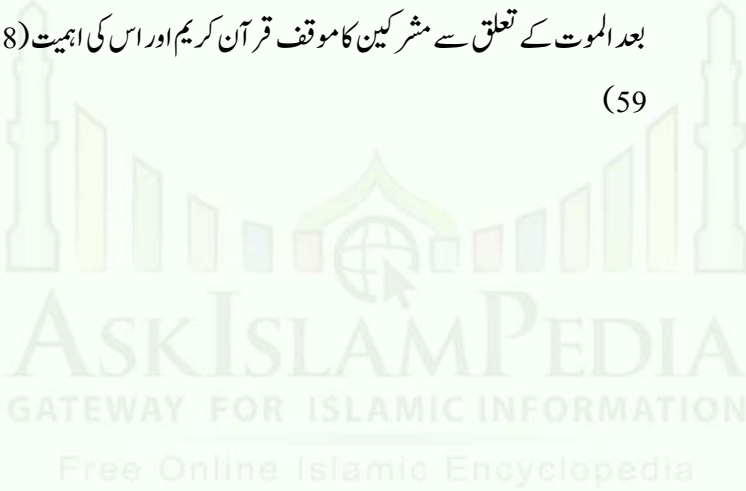 بعد الموت کے تعلق سے مشرکین کا موقف قرآن کریم اور اس کی اہمیت (8
59)
ASKISLAMPEDIA
GATEWAY FOR ISLAMIC INFORMATION
Free Online Islamic Encyclopedia